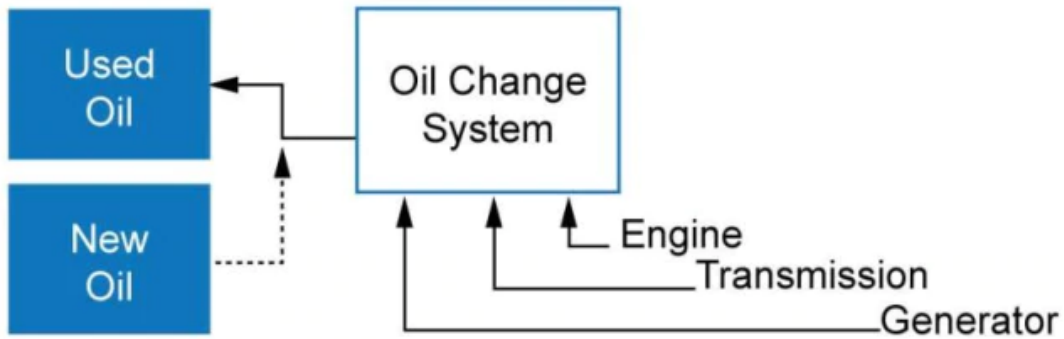 Used
Oil
Oil Change
System
New
Oil
Engine
Transmission
Generator